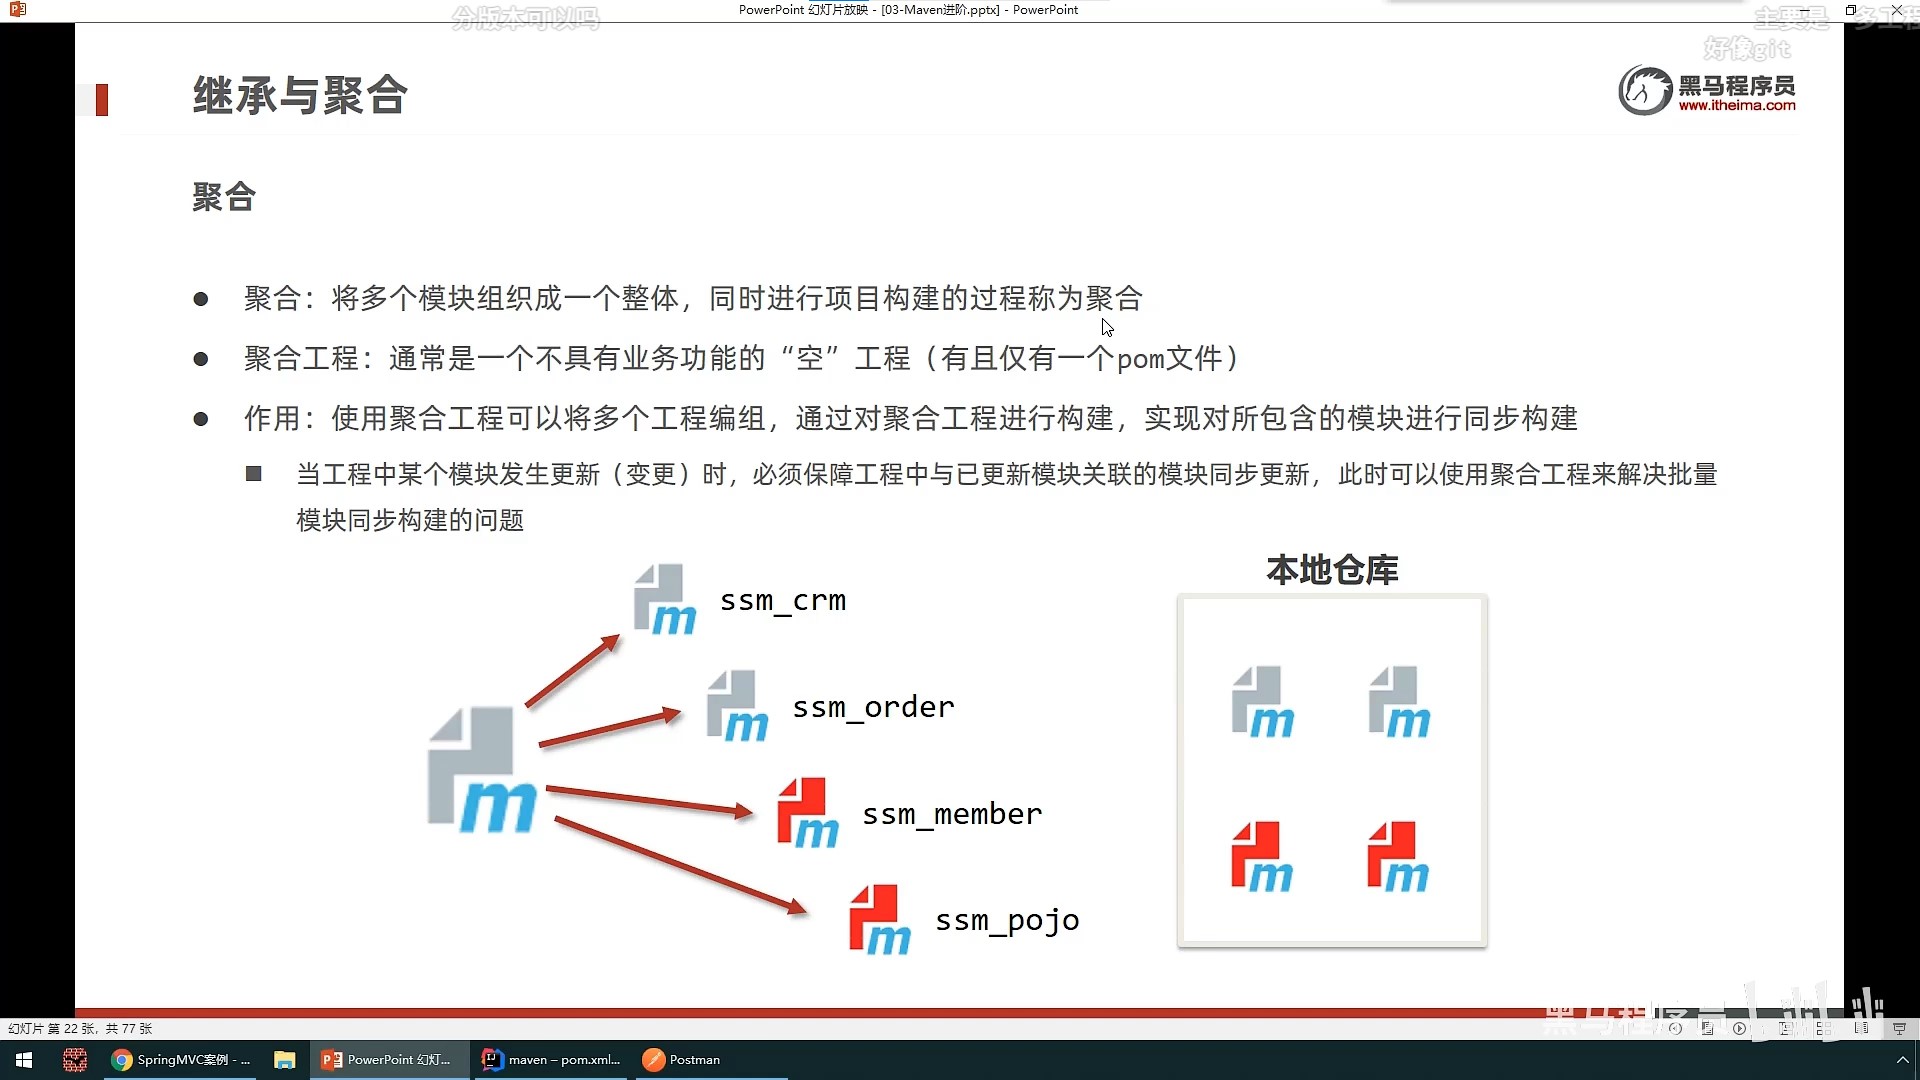 PowerPoint 幻灯片放映 - [03-Maven进阶.pptx] - PowerPoint
分版本可以吗
主要是
多工程
好像git
继承与聚合
黑马程序员
www.itheima.com
聚合
聚合：将多个模块组织成一个整体，同时进行项目构建的过程称为聚合
聚合工程：通常是一个不具有业务功能的“空”工程（有且仅有一个pom文件）
作用：使用聚合工程可以将多个工程编组，通过对聚合工程进行构建，实现对所包含的模块进行同步构建
当工程中某个模块发生更新（变更）时，必须保障工程中与已更新模块关联的模块同步更新，此时可以使用聚合工程来解决批量
模块同步构建的问题
本地仓库
ssm_crm
ssm_order
ssm_member
ssm_pojo
黑马程序员
幻灯片 第 22 张，共 77 张
SpringMVC案例 - ...
PowerPoint 幻灯...
maven – pom.xml...
Postman